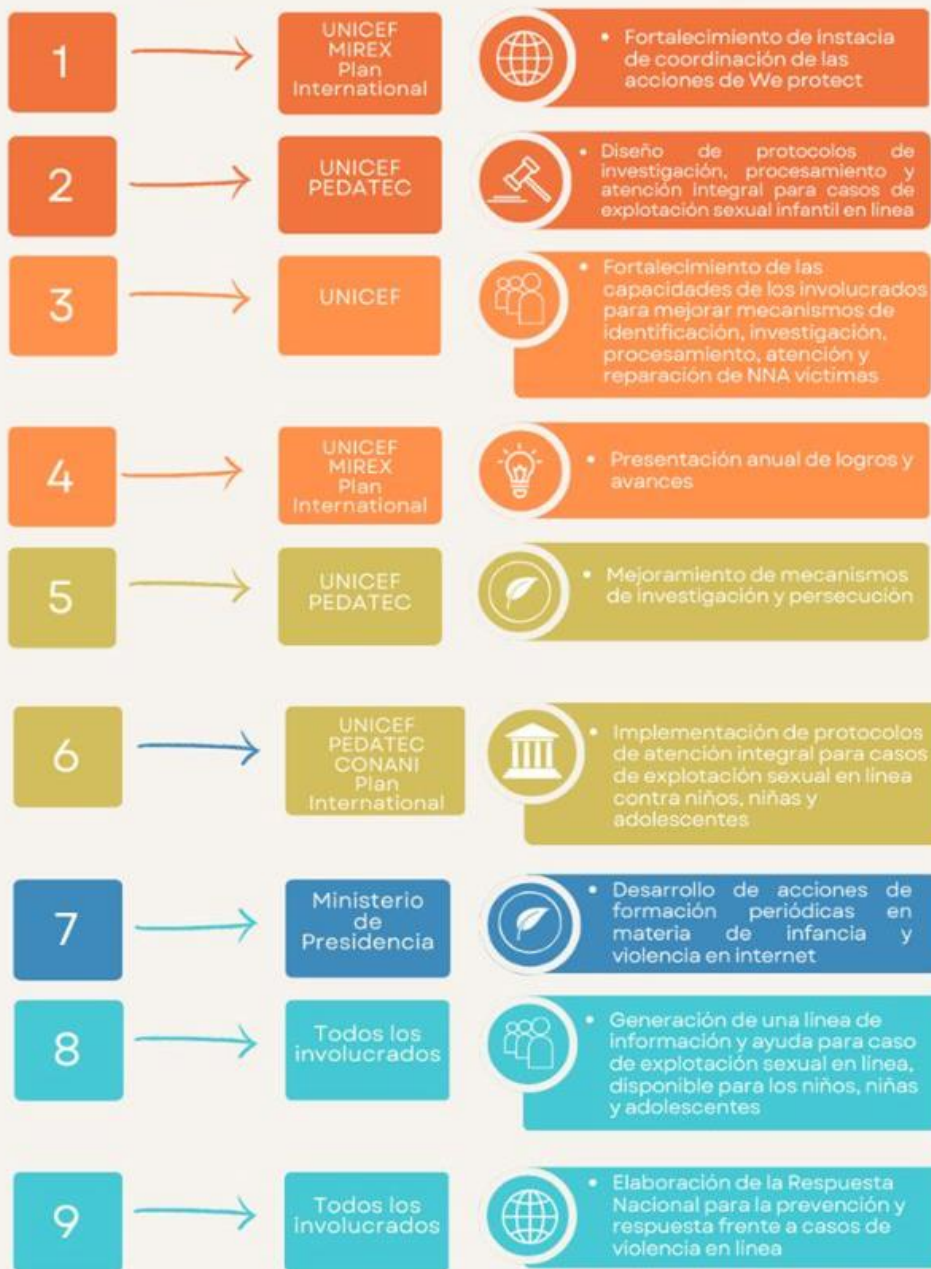 1
UNICEF
MIREX
Plan
International
• Fortalecimiento de instacia
de coordinación de las
acciones de We protect
2
UNICEF
PEDATEC
• Diseño de protocolos de
investigación, procesamiento y
atención integral para casos de
explotación sexual infantil en línea
3
UNICEF
• Fortalecimiento de las
capacidades de los involucrados
para mejorar mecanismos de
identificación, investigación,
procesamiento, atención y
reparación de NNA víctimas
4
UNICEF
MIREX
Plan
International
• Presentación anual de logros y
avances
5
UNICEF
PEDATEC
• Mejoramiento de mecanismos
de investigación y persecución
6
UNICEF
PEDATEC
CONANI
Plan
International
• Implementación de protocolos
de atención integral para casos
de explotación sexual en línea
contra niños, niñas y
adolescentes
7
Ministerio
de
Presidencia
• Desarrollo de acciones de
formación periódicas en
materia de infancia y
violencia en internet
8
Todos los
involucrados
• Generación de una línea de
información y ayuda para caso
de explotación sexual en línea,
disponible para los niños, niñas
y adolescentes
9
Todos los
involucrados
• Elaboración de la Respuesta
Nacional para la prevención y
respuesta frente a casos de
violencia en línea